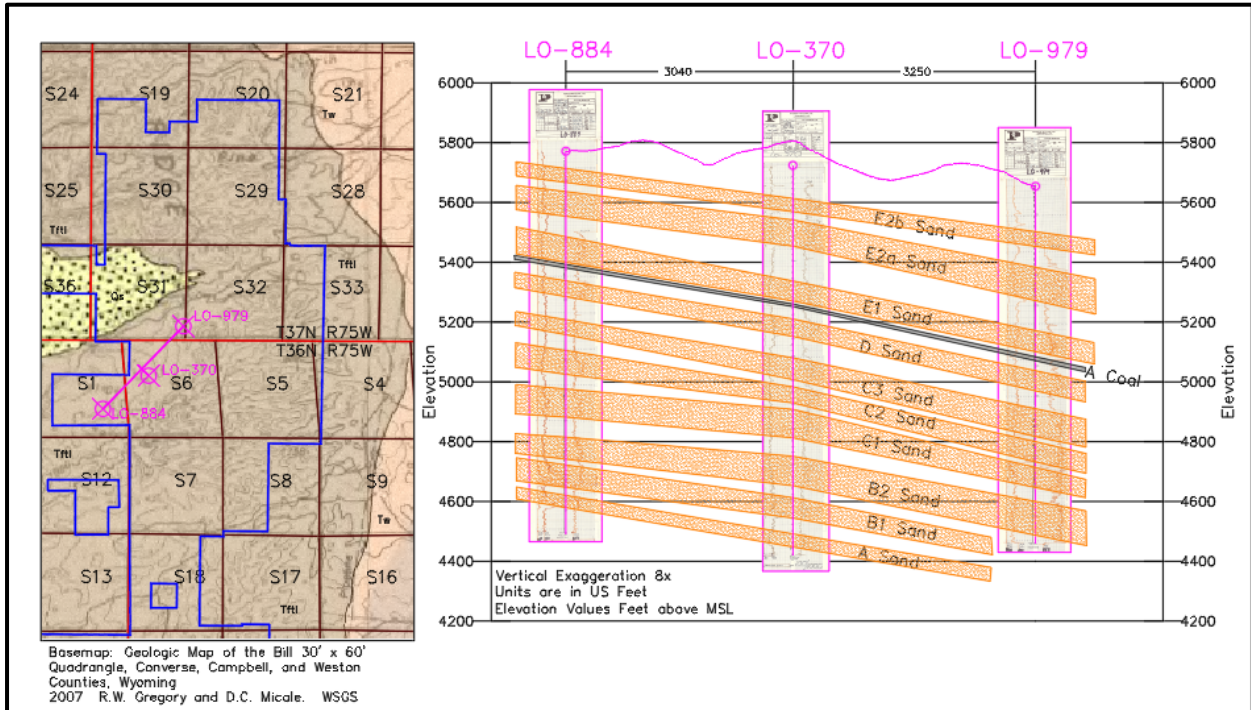 S24
S19
S20
S21
Tw
S25
S30
S29
S28
Tftl
S36
Qs
S31
S32
Tftl
S33
LO-979
T37N R75W
T36N R75W
S1
LO-370
S6
S5
S4
LO-884
Tftl
S12
S7
S8
S9
Tw
S13
S18
S17
S16
Tftl
Basemap: Geologic Map of the Bill 30' x 60'
Quadrangle, Converse, Campbell, and Weston
Counties, Wyoming
2007 R.W. Gregory and D.C. Micale. WSGS
LO-884
LO-370
LO-979
3040
3250
6000
5800
5600
5400
5200
5000
4800
4600
4400
4200
Elevation
E2b Sand
E2a Sand
E1 Sand
D Sand
A Coal
C3 Sand
C2 Sand
C1 Sand
B2 Sand
B1 Sand
A Sand
Vertical Exaggeration 8x
Units are in US Feet
Elevation Values Feet above MSL
6000
5800
5600
5400
5200
5000
4800
4600
4400
4200
Elevation